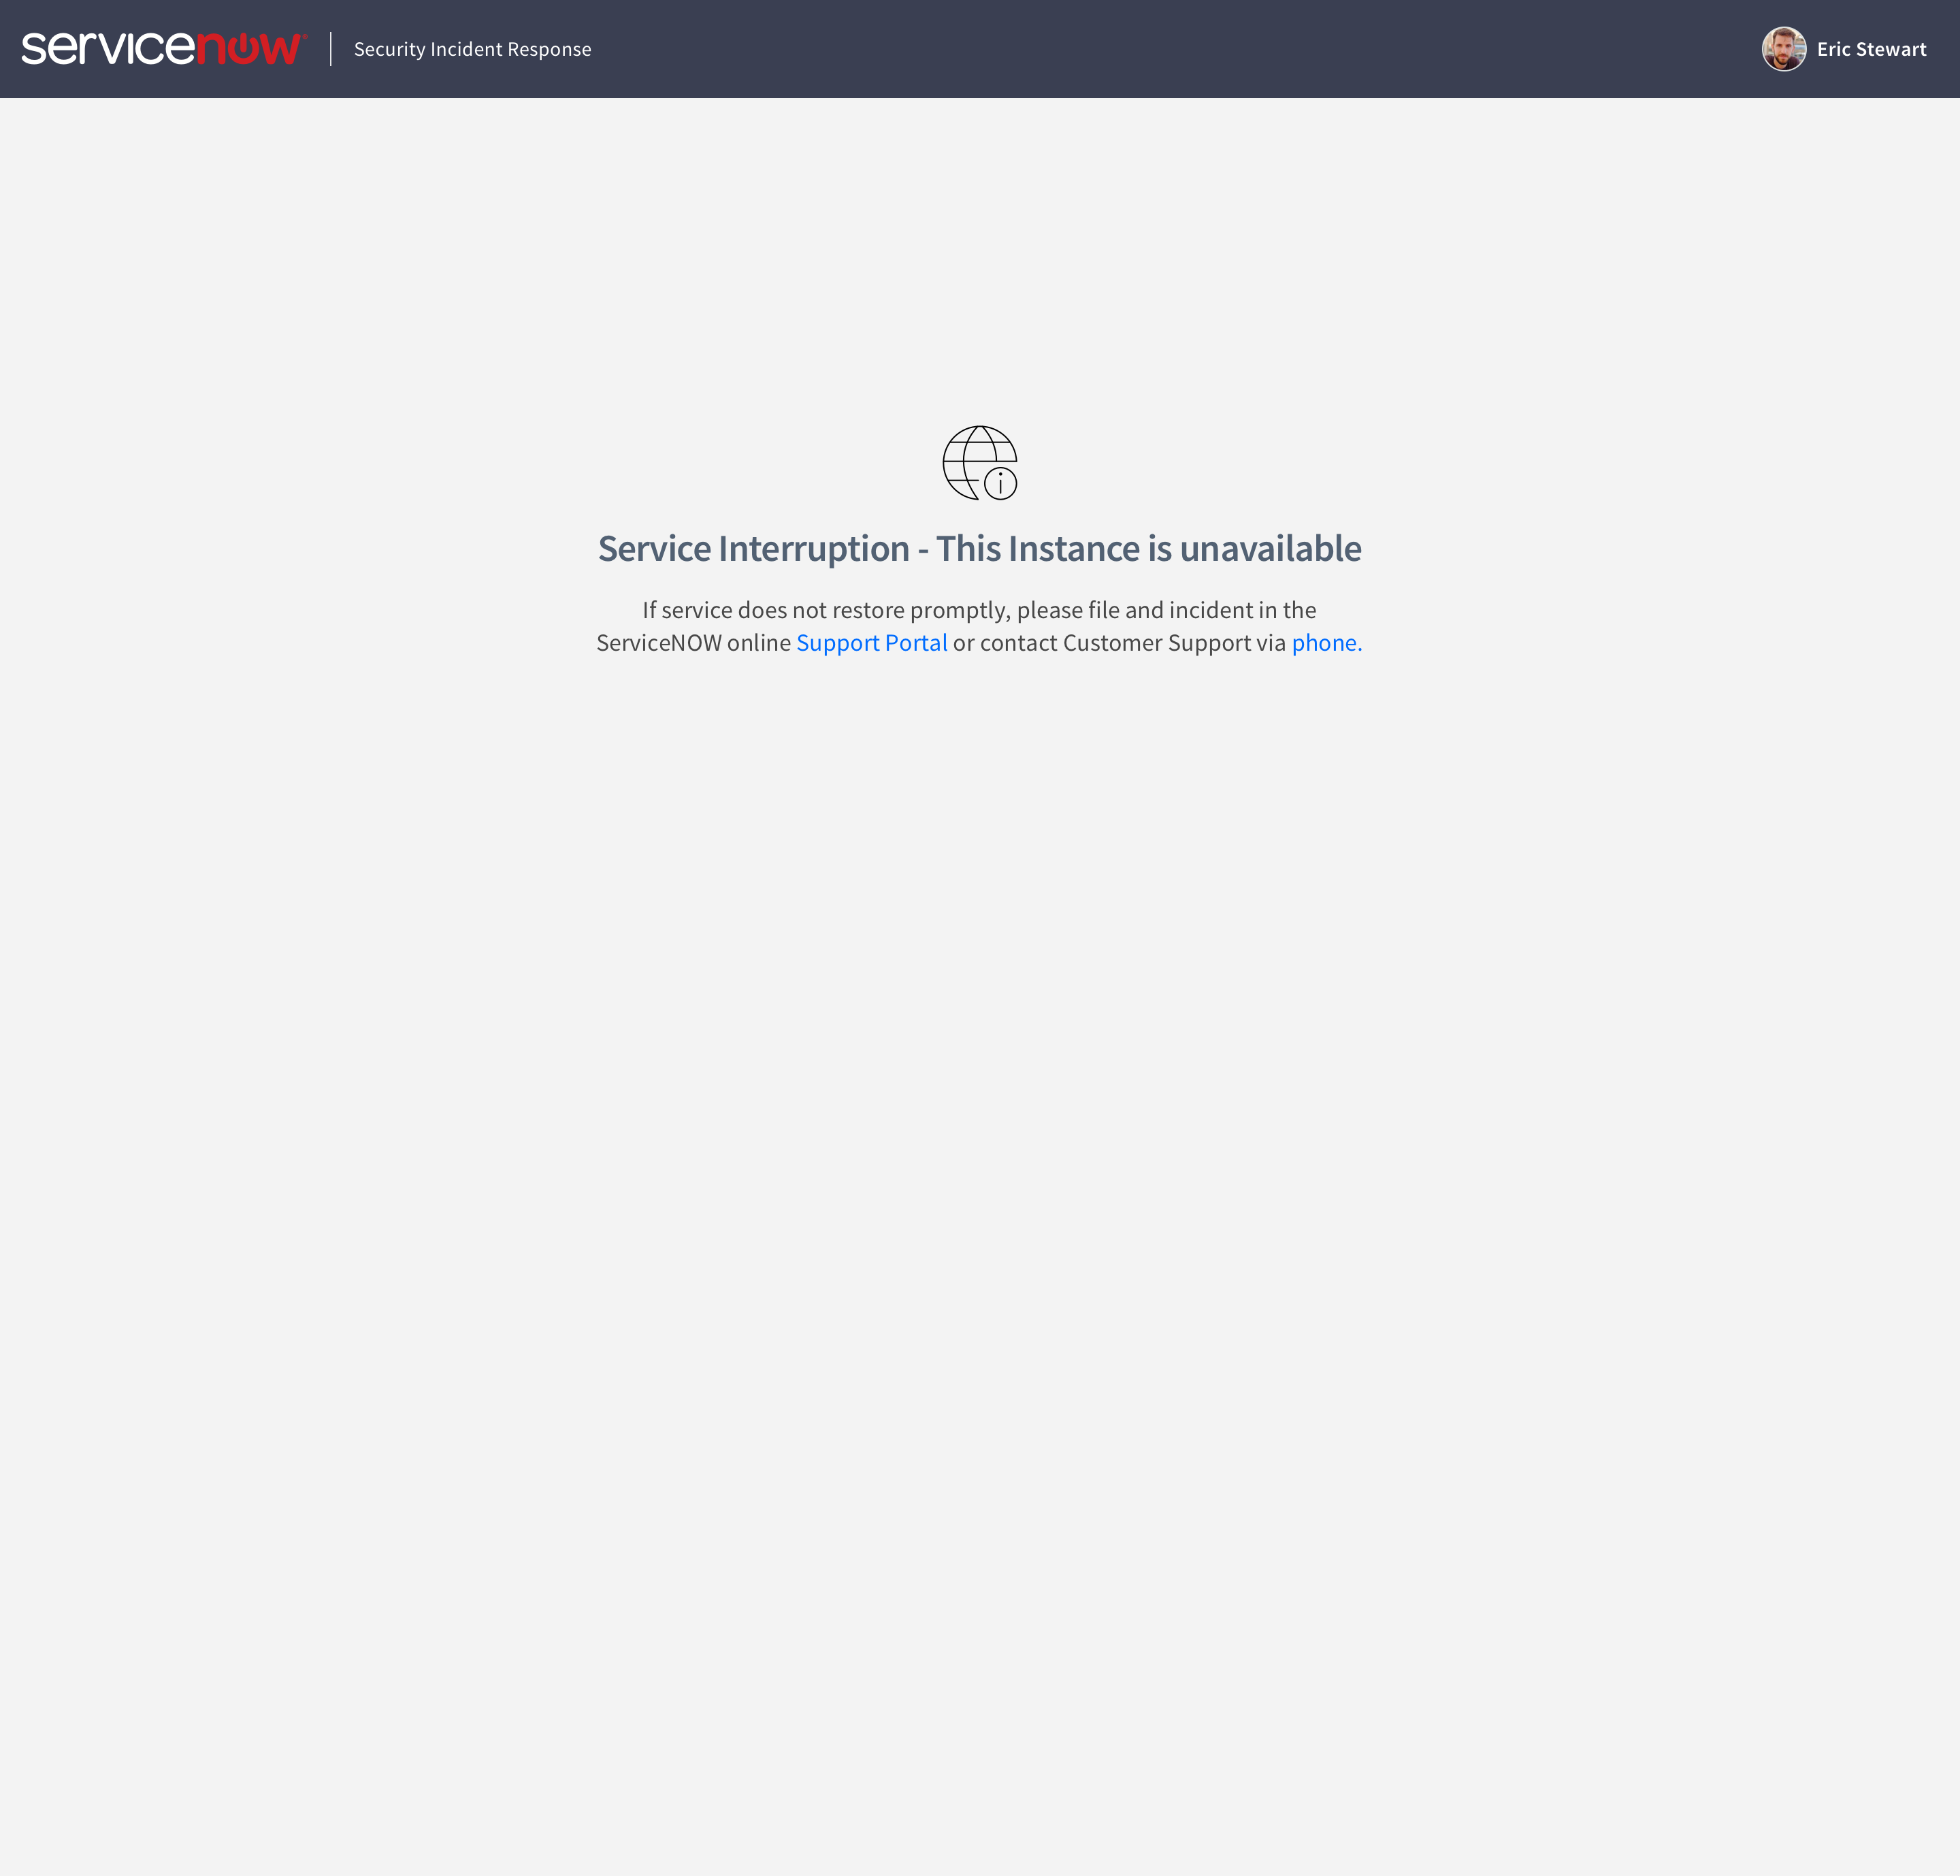 servicenow®
Security Incident Response
Eric Stewart
i
Service Interruption - This Instance is unavailable
If service does not restore promptly, please file and incident in the
ServiceNOW online Support Portal or contact Customer Support via phone.